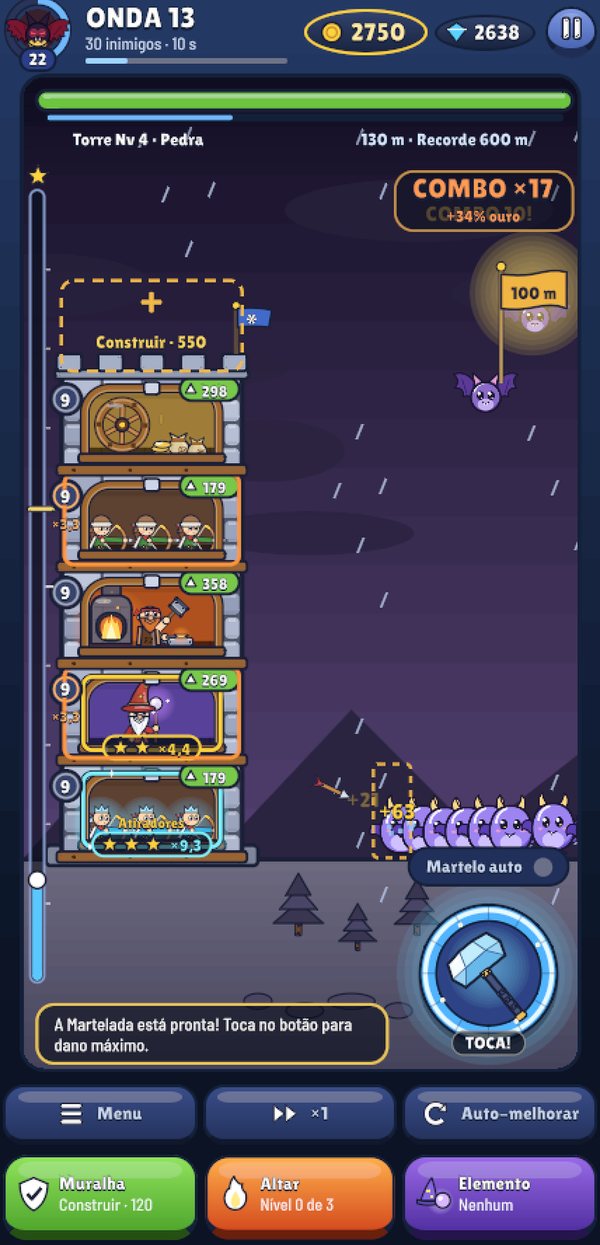 ONDA 13
30 inimigos · 10 s
22
2750
2638
Torre Nv 4 · Pedra
130 m · Recorde 600 m
COMBO ×17
+34% ouro
100 m
Construir · 550
9
298
9
179
×3,3
9
358
9
269
×3,3
★ ★ ×4,4
9
179
Atiradores
★ ★ ★ ×9,3
+63
Martelo auto
TOCA!
A Martelada está pronta! Toca no botão para
dano máximo.
Menu
×1
Auto-melhorar
Muralha
Construir · 120
Altar
Nível 0 de 3
Elemento
Nenhum